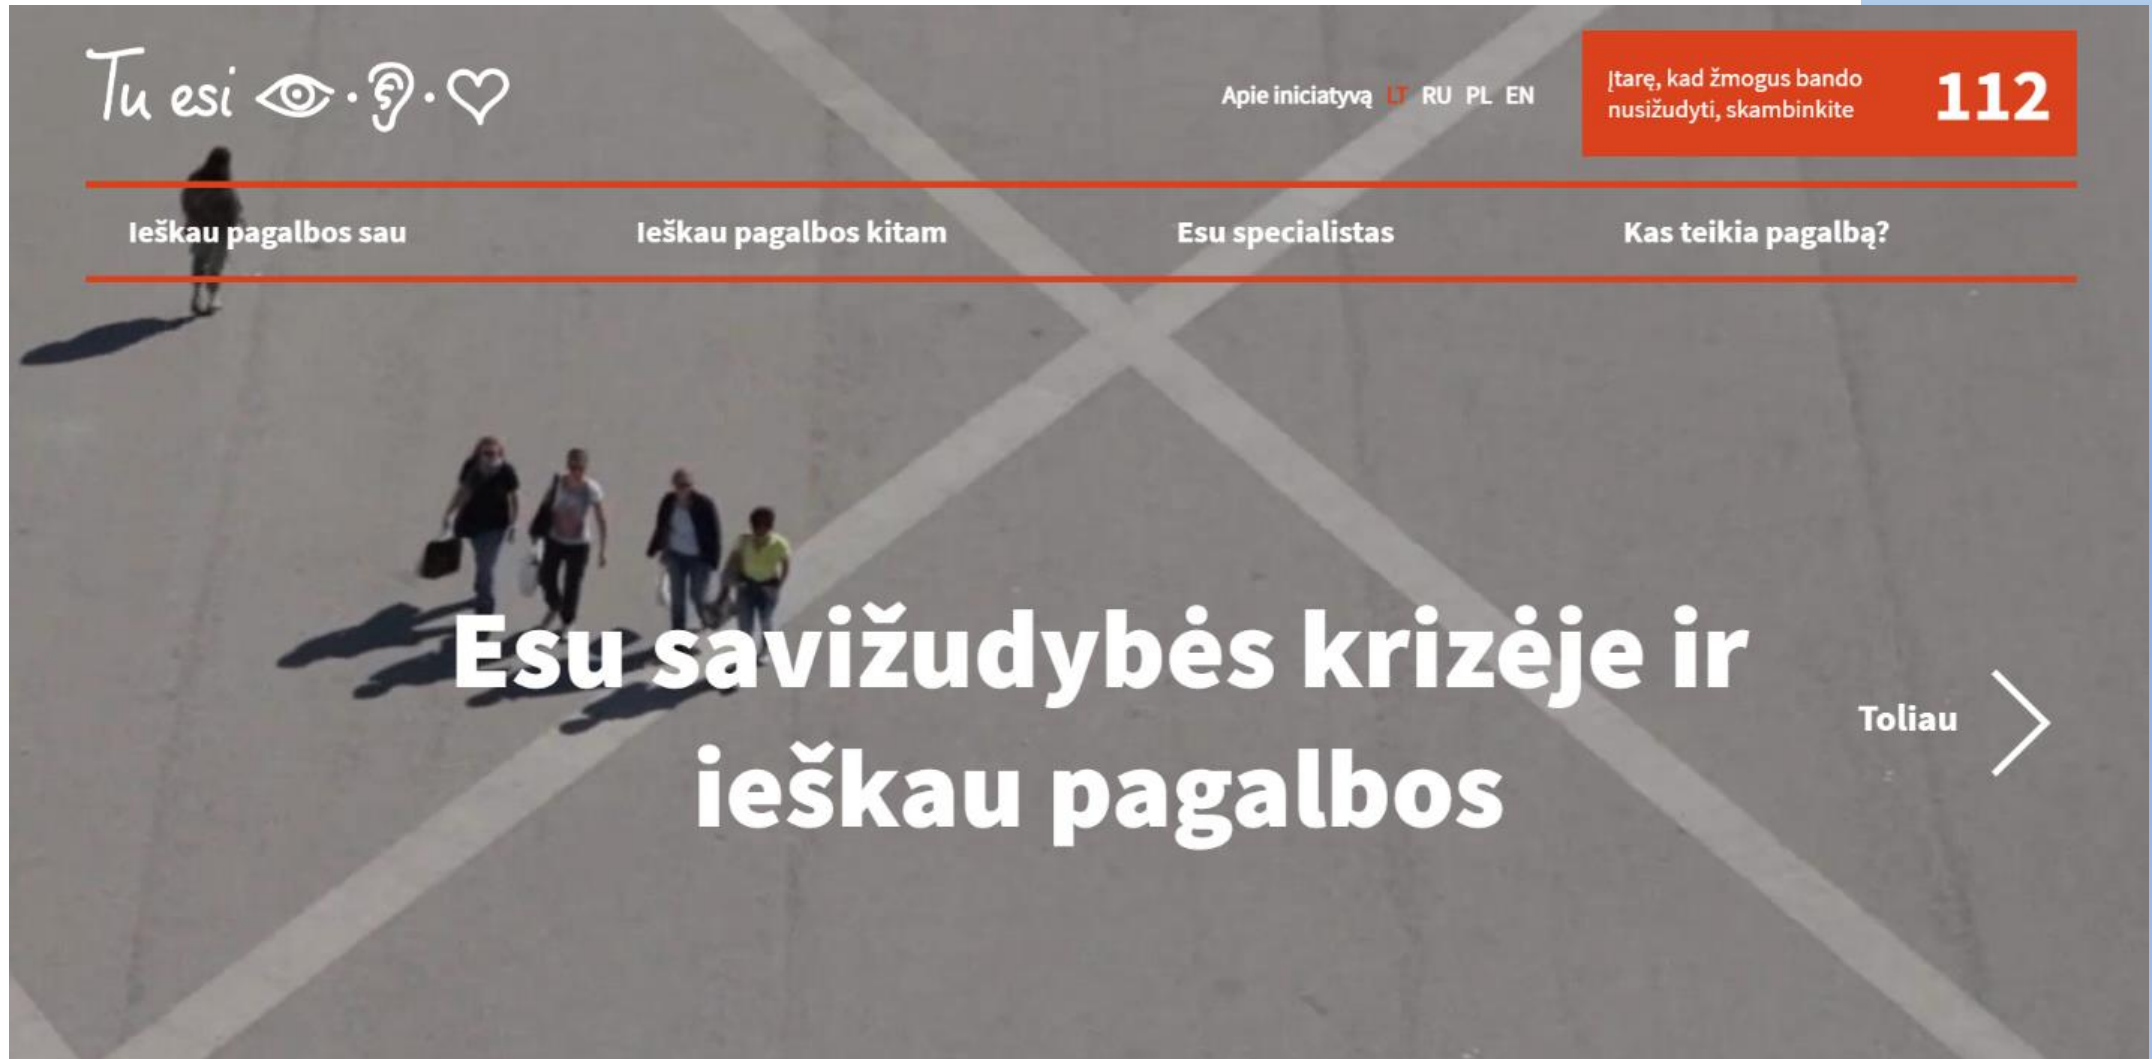 Tu esi
Apie iniciatyvą LT RU PL EN
Įtarę, kad žmogus bando
nusižudyti, skambinkite
112
Ieškau pagalbos sau
Ieškau pagalbos kitam
Esu specialistas
Kas teikia pagalbą?
Esu savižudybės krizėje ir
ieškau pagalbos
Toliau